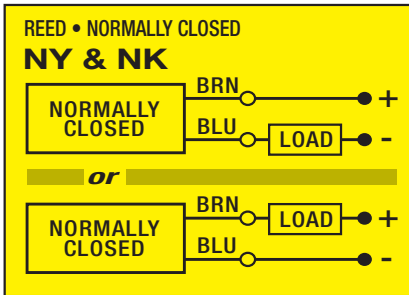 REED • NORMALLY CLOSED
NY & NK
BRN
+
NORMALLY
CLOSED
BLU
LOAD
-
or
BRN
LOAD
+
NORMALLY
CLOSED
BLU
-